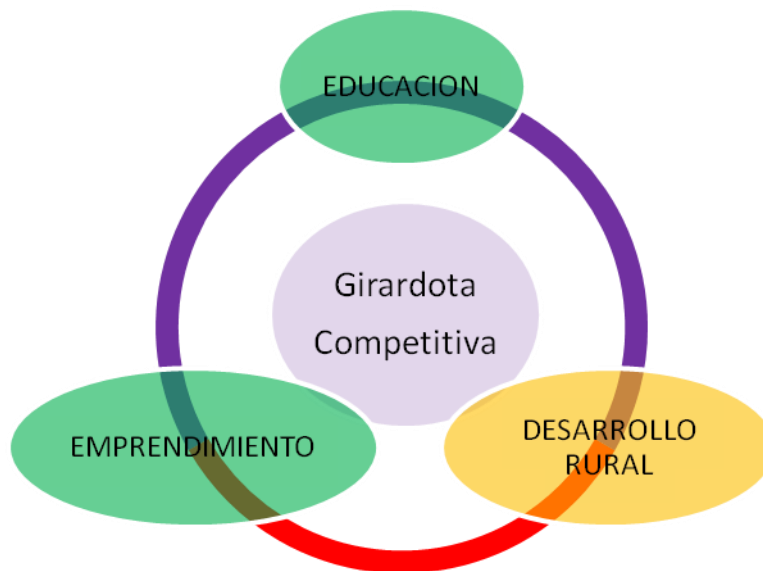 EDUCACION
Girardota
Competitiva
EMPRENDIMIENTO
DESARROLLO
RURAL